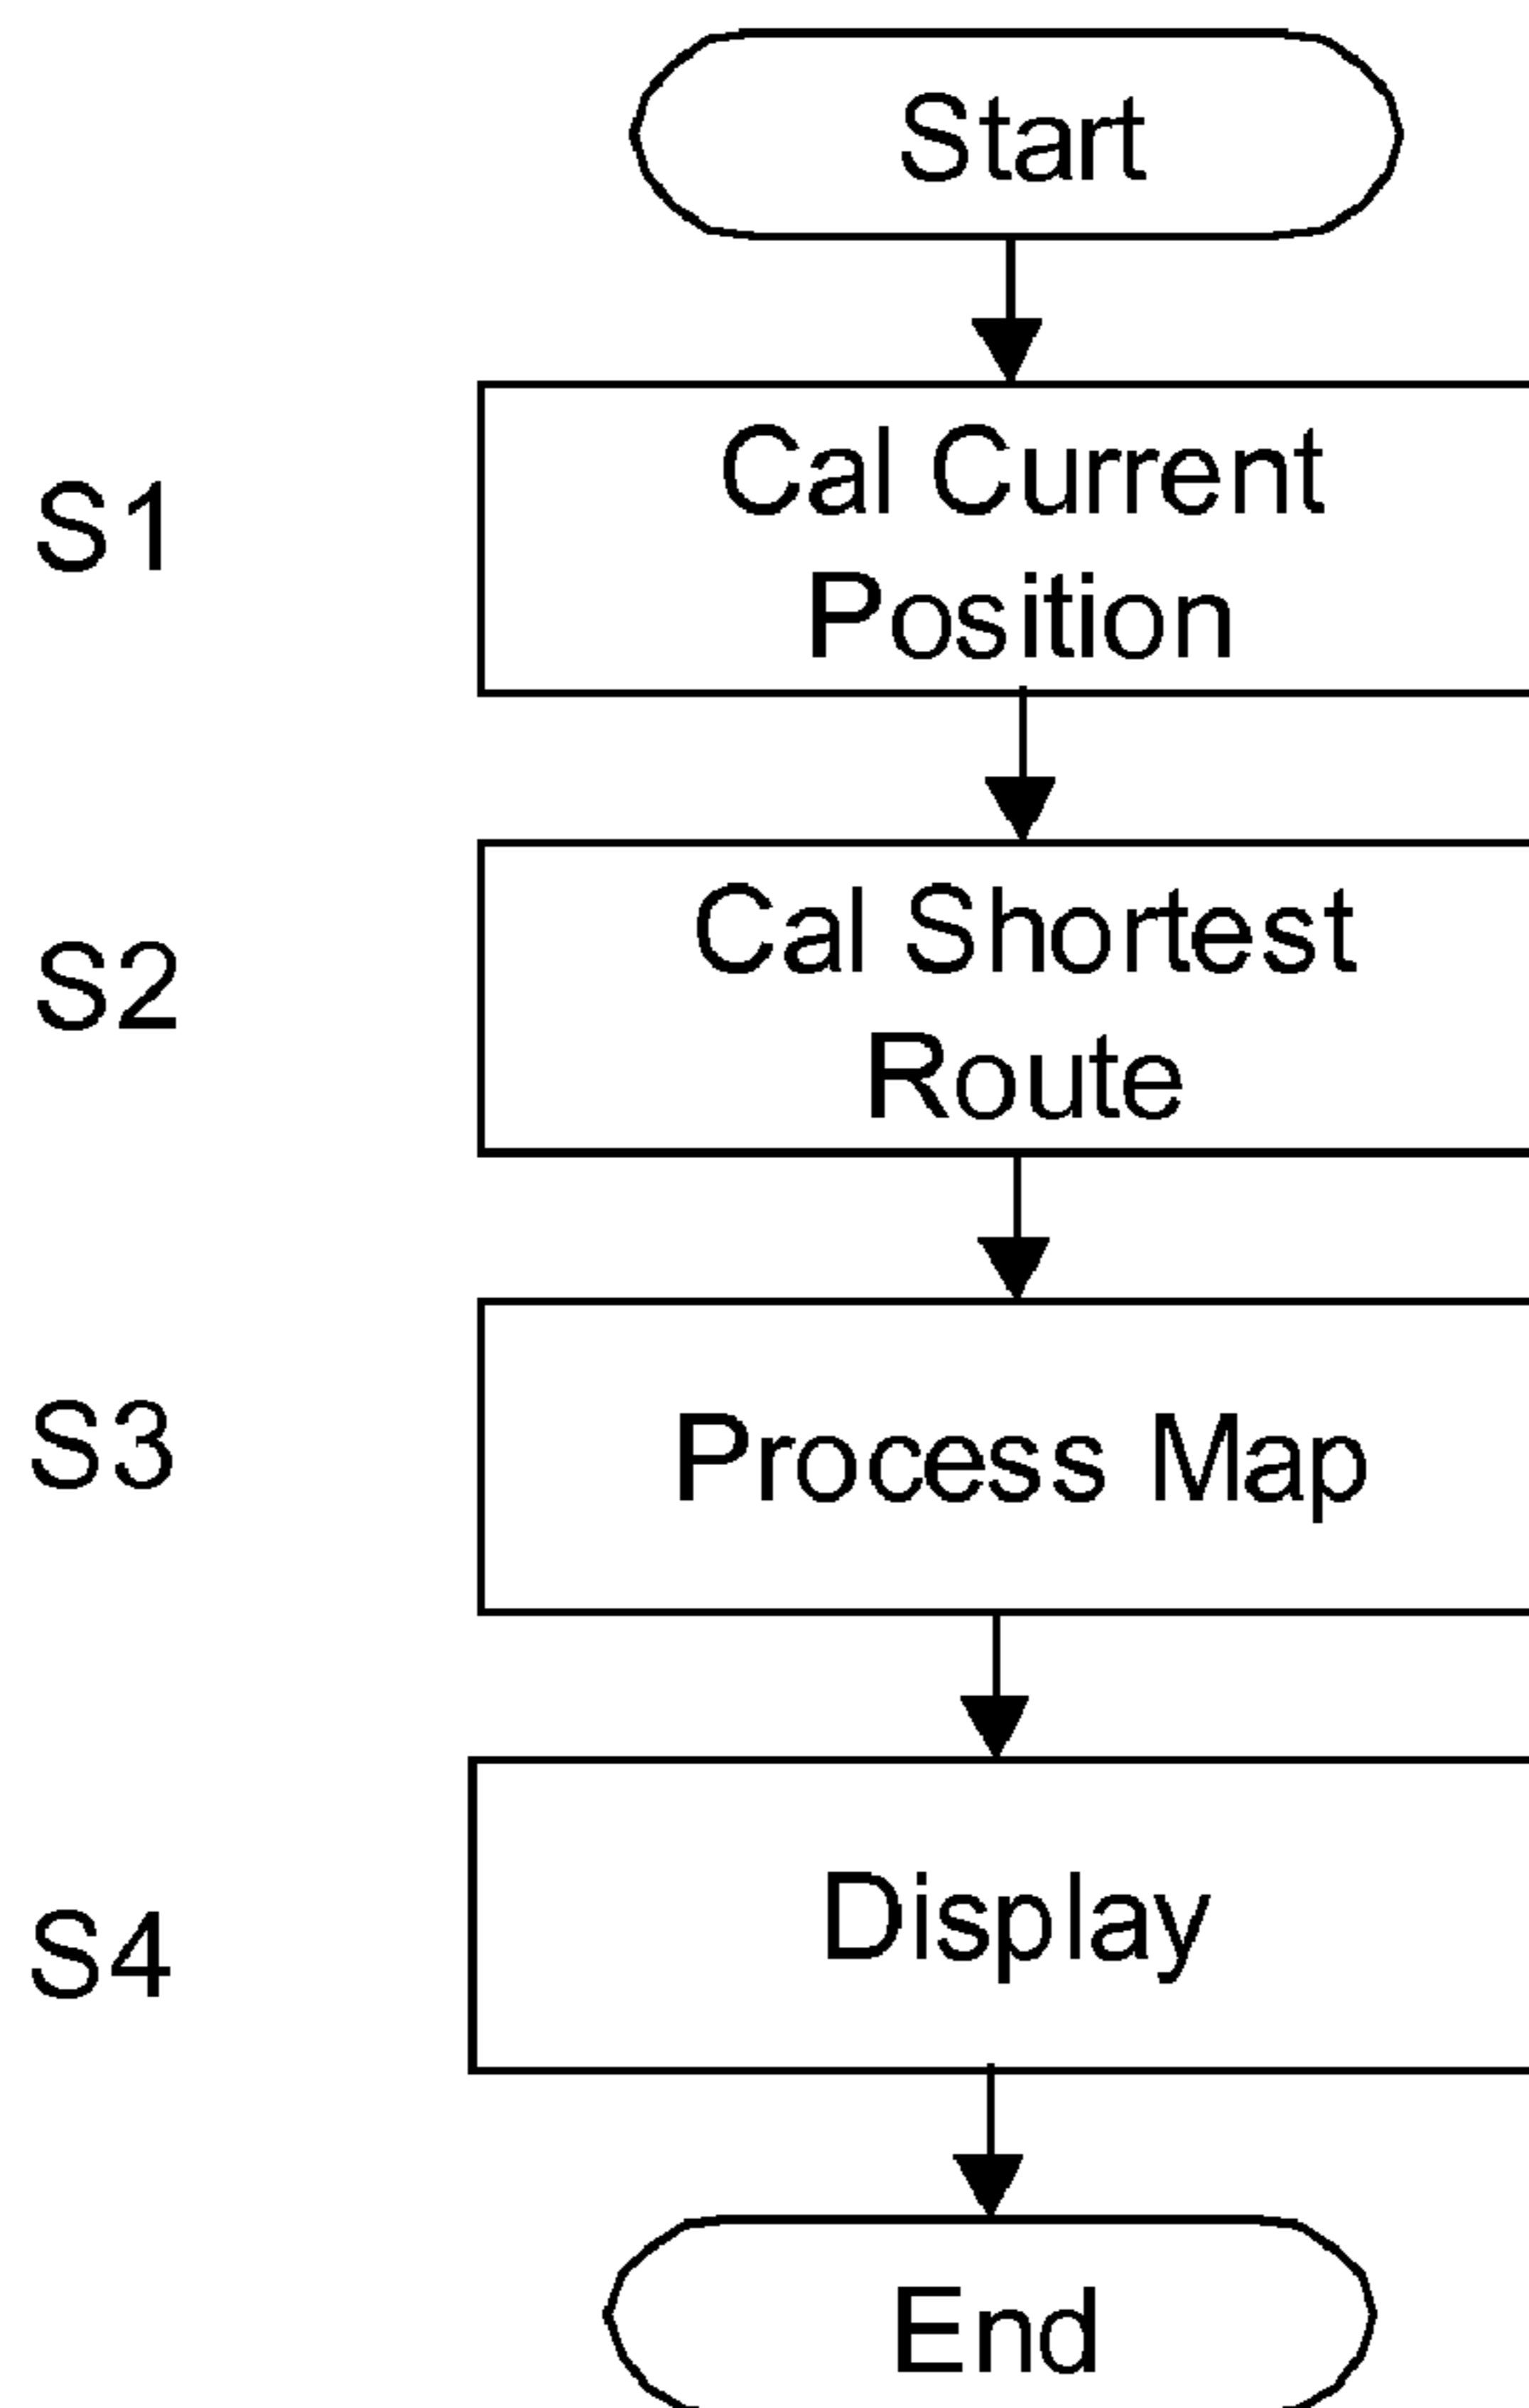 Start
S1
Cal Current
Position
S2
Cal Shortest
Route
S3
Process Map
S4
Display
End